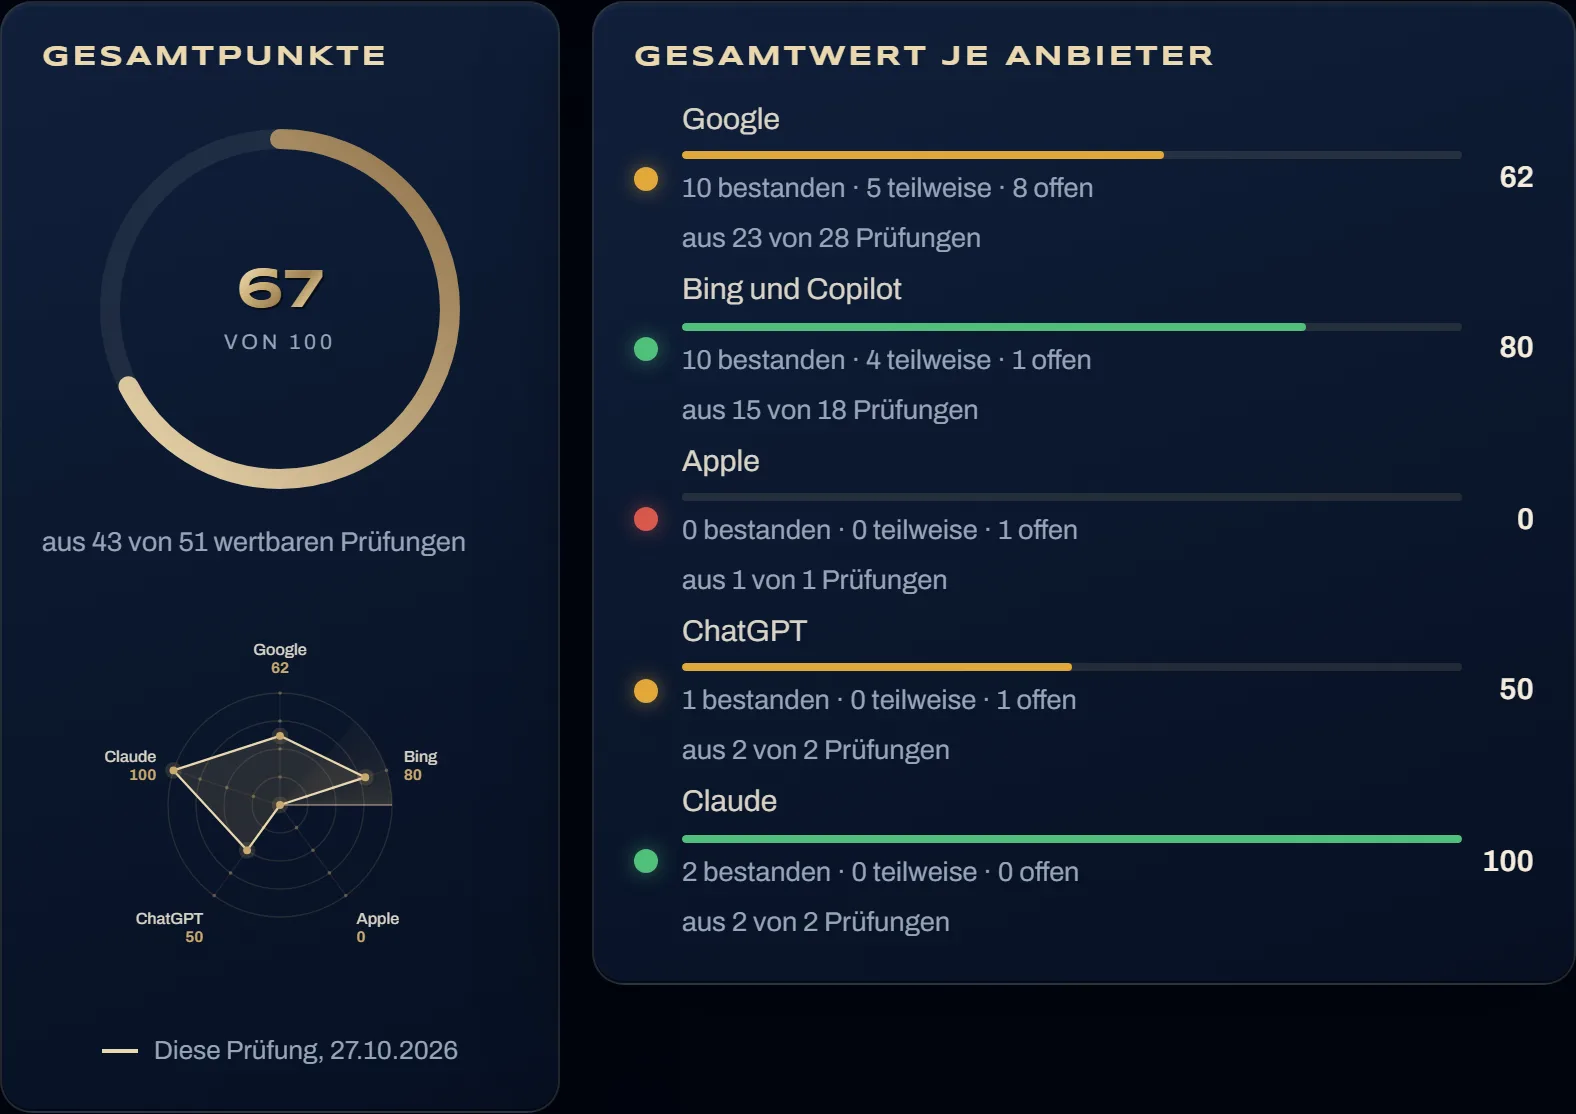 GESAMTPUNKTE
67
VON 100
aus 43 von 51 wertbaren Prüfungen
Google
62
Claude
100
Bing
80
ChatGPT
50
Apple
0
Diese Prüfung, 27.10.2026
GESAMTWERT JE ANBIETER
Google
62
10 bestanden · 5 teilweise · 8 offen
aus 23 von 28 Prüfungen
Bing und Copilot
80
10 bestanden · 4 teilweise · 1 offen
aus 15 von 18 Prüfungen
Apple
0
0 bestanden · 0 teilweise · 1 offen
aus 1 von 1 Prüfungen
ChatGPT
50
1 bestanden · 0 teilweise · 1 offen
aus 2 von 2 Prüfungen
Claude
100
2 bestanden · 0 teilweise · 0 offen
aus 2 von 2 Prüfungen